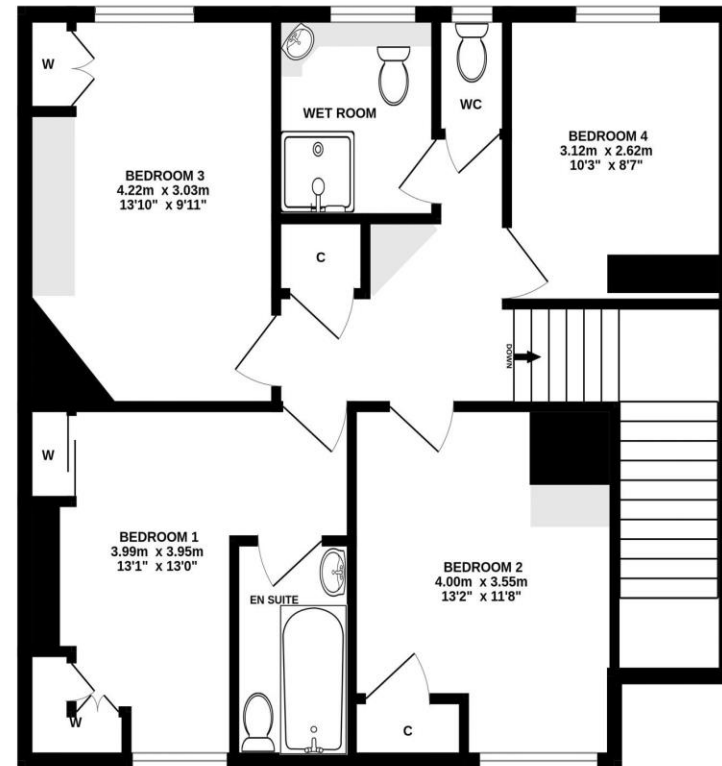 W
WET ROOM
WC
BEDROOM 4
3.12m x 2.62m
10'3" x 8'7"
BEDROOM 3
4.22m x 3.03m
13'10" x 9'11"
C
DOWN
W
BEDROOM 1
3.99m x 3.95m
13'1" x 13'0"
EN SUITE
BEDROOM 2
4.00m x 3.55m
13'2" x 11'8"
W
C